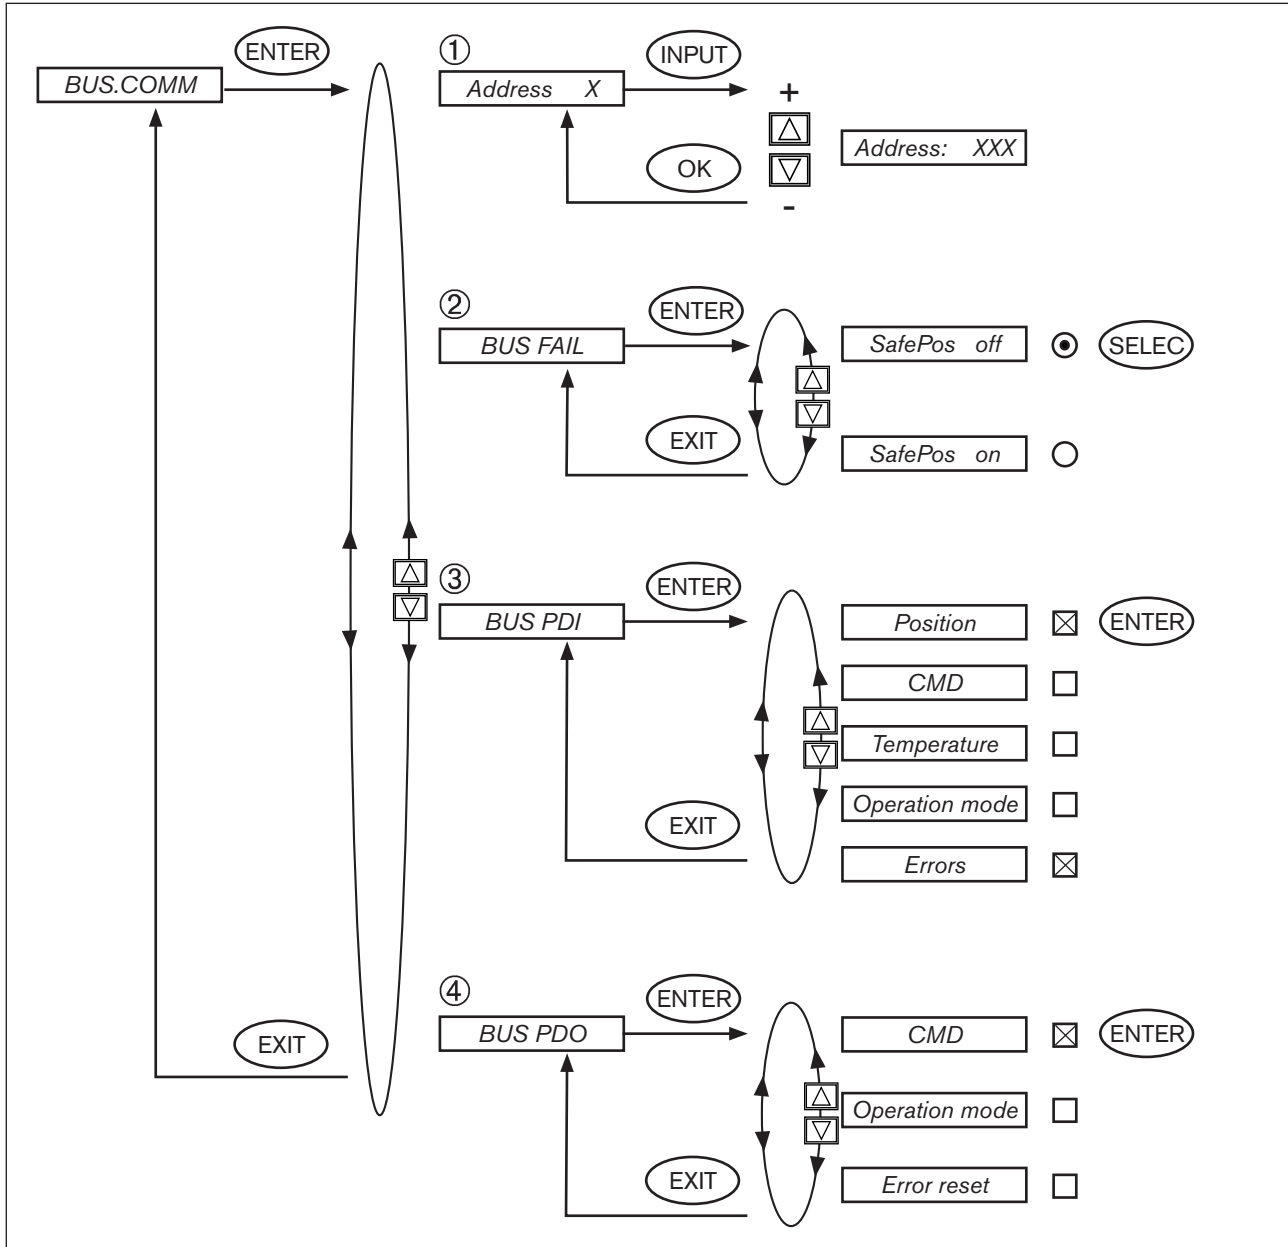 BUS.COMM
ENTER
EXIT
①
Address X
INPUT
OK
+
-
Address: XXX
②
BUS FAIL
ENTER
EXIT
SafePos off
SELEC
SafePos on
③
BUS PDI
ENTER
EXIT
Position
ENTER
CMD
Temperature
Operation mode
Errors
④
BUS PDO
ENTER
EXIT
CMD
ENTER
Operation mode
Error reset